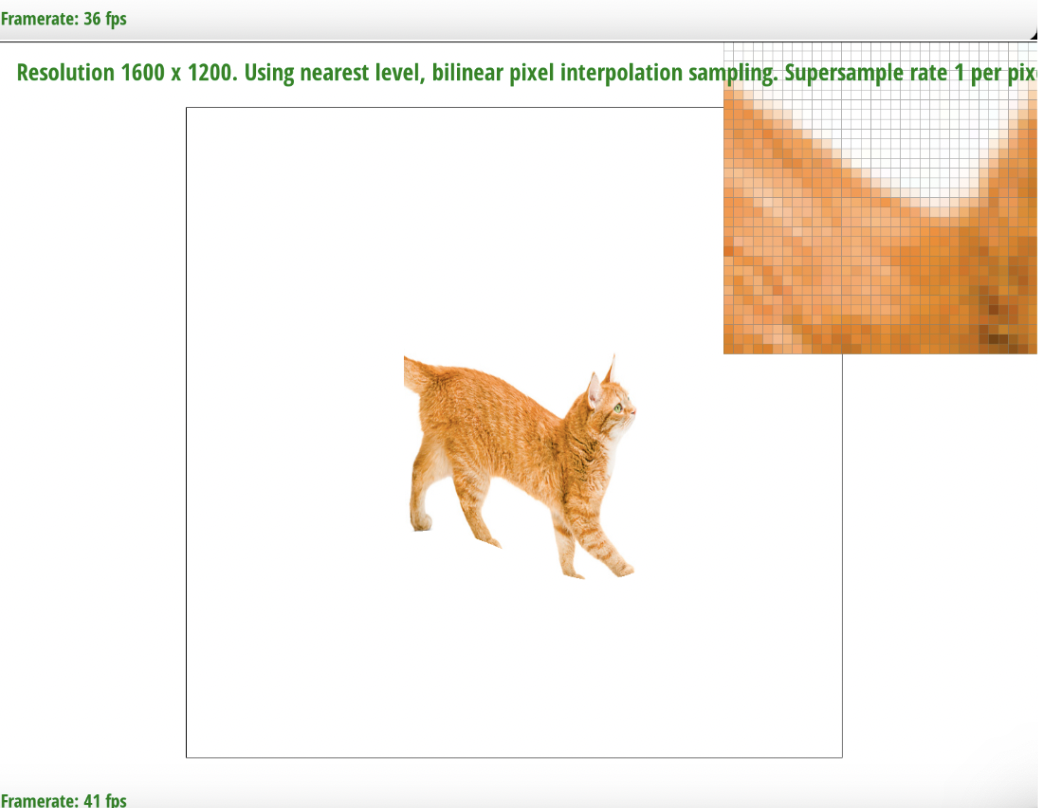 Framerate: 36 fps
Resolution 1600 x 1200. Using nearest level, bilinear pixel interpolation sampling. Supersample rate 1 per pix
Framerate: 41 fps